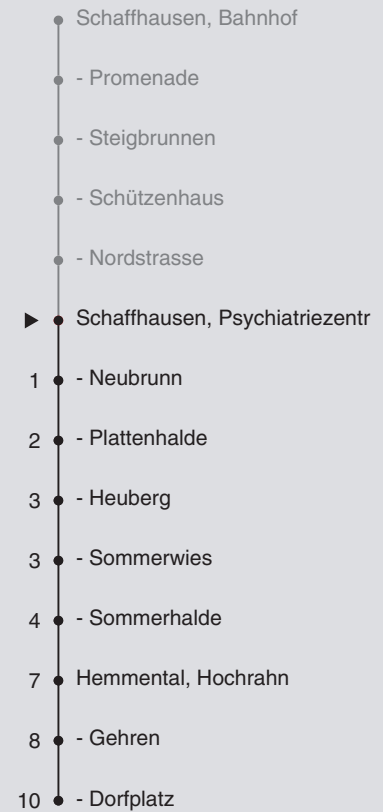 Schaffhausen, Bahnhof
- Promenade
- Steigbrunnen
- Schützenhaus
- Nordstrasse
Schaffhausen, Psychiatriezentr
1 - Neubrunn
2 - Plattenhalde
3 - Heuberg
3 - Sommerwies
4 - Sommerhalde
7 Hemmental, Hochrahn
8 - Gehren
10 - Dorfplatz